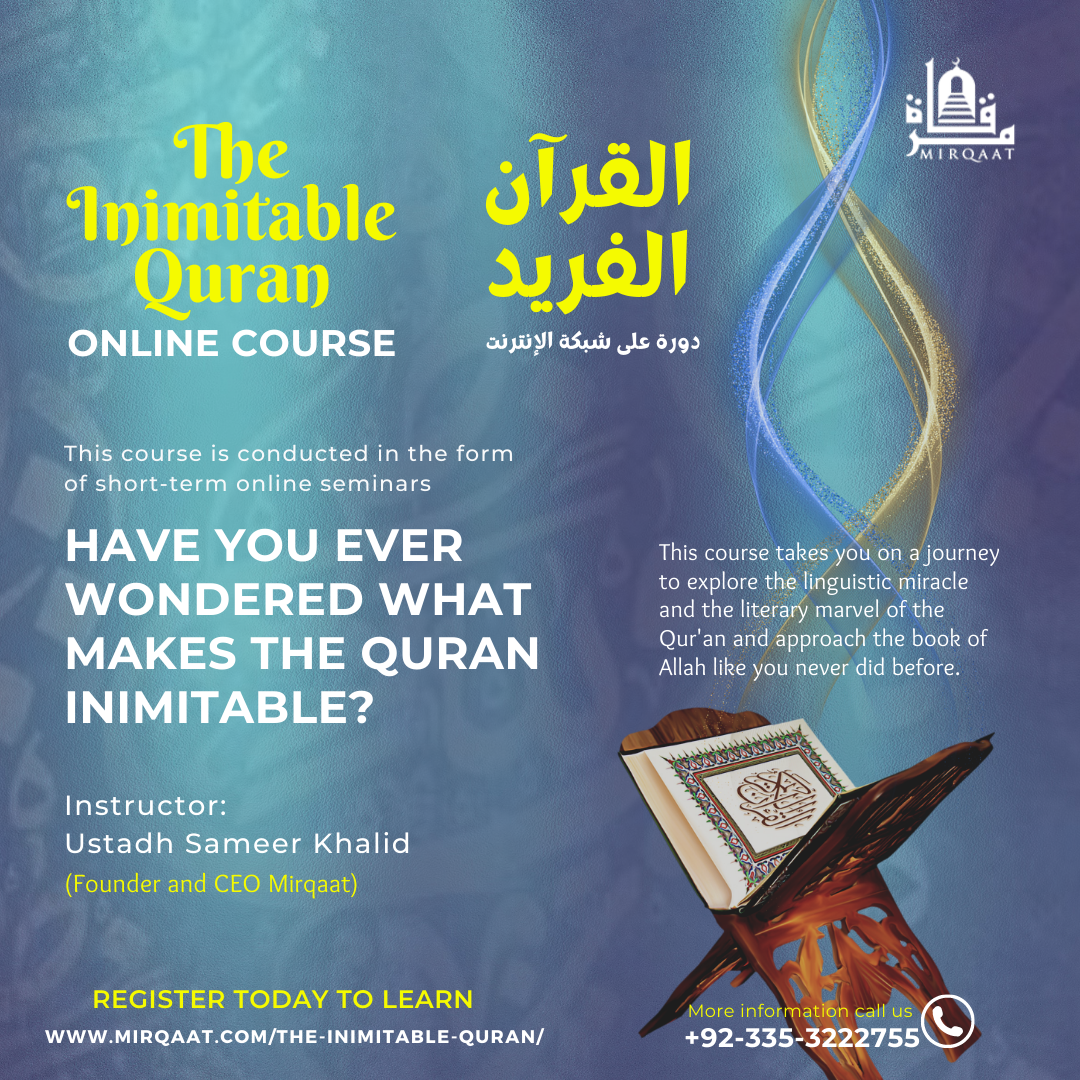 مرقاة
MIRQAAT
The
Inimitable
Quran
ONLINE COURSE
القرآن
الفريد
دورة على شبكة الإنترنت
This course is conducted in the form
of short-term online seminars
HAVE YOU EVER
WONDERED WHAT
MAKES THE QURAN
INIMITABLE?
This course takes you on a journey
to explore the linguistic miracle
and the literary marvel of the
Qur'an and approach the book of
Allah like you never did before.
Instructor:
Ustadh Sameer Khalid
(Founder and CEO Mirqaat)
REGISTER TODAY TO LEARN
WWW.MIRQAAT.COM/THE-INIMITABLE-QURAN/
More information call us
+92-335-3222755